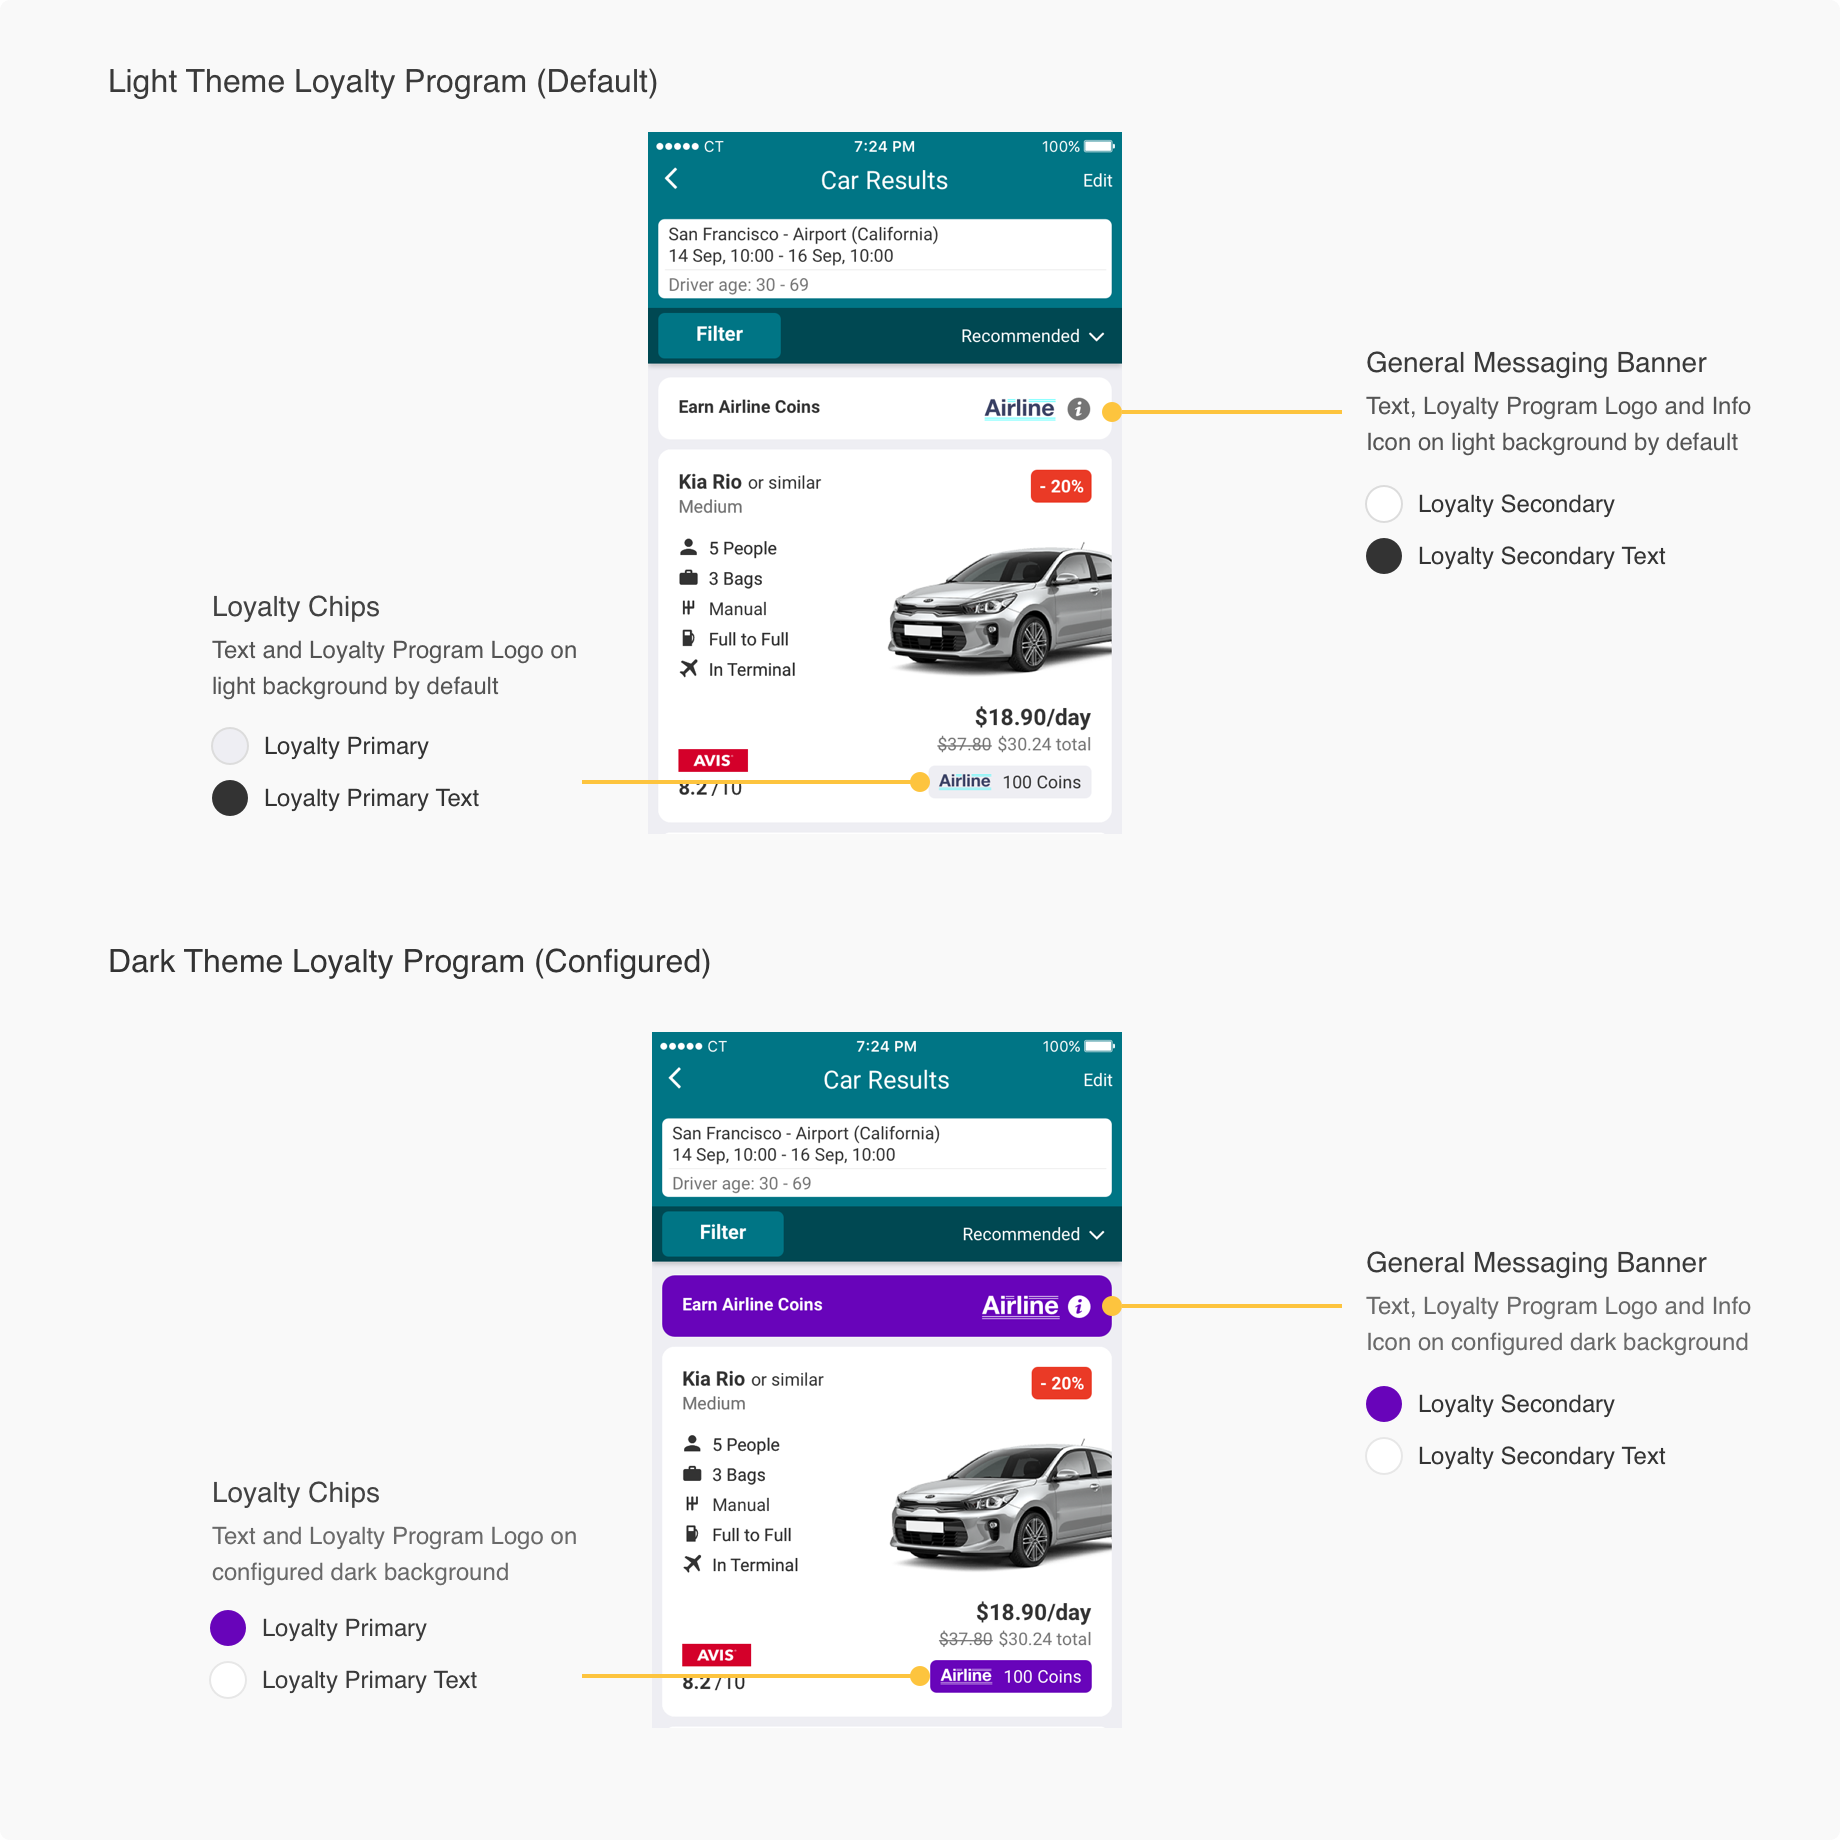 Light Theme Loyalty Program (Default)
CT
7:24 PM
100%
Car Results
Edit
San Francisco - Airport (California)
14 Sep, 10:00 - 16 Sep, 10:00
Driver age: 30 - 69
Filter
Recommended
Earn Airline Coins
Airline
Kia Rio or similar
- 20%
Medium
5 People
3 Bags
Manual
Full to Full
In Terminal
$18.90/day
$37.80 $30.24 total
AVIS
8.2 /10
Airline 100 Coins
General Messaging Banner
Text, Loyalty Program Logo and Info
Icon on light background by default
Loyalty Secondary
Loyalty Secondary Text
Loyalty Chips
Text and Loyalty Program Logo on
light background by default
Loyalty Primary
Loyalty Primary Text
Dark Theme Loyalty Program (Configured)
CT
7:24 PM
100%
Car Results
Edit
San Francisco - Airport (California)
14 Sep, 10:00 - 16 Sep, 10:00
Driver age: 30 - 69
Filter
Recommended
Earn Airline Coins
Airline
Kia Rio or similar
- 20%
Medium
5 People
3 Bags
Manual
Full to Full
In Terminal
$18.90/day
$37.80 $30.24 total
AVIS
8.2 /10
Airline 100 Coins
General Messaging Banner
Text, Loyalty Program Logo and Info
Icon on configured dark background
Loyalty Secondary
Loyalty Secondary Text
Loyalty Chips
Text and Loyalty Program Logo on
configured dark background
Loyalty Primary
Loyalty Primary Text